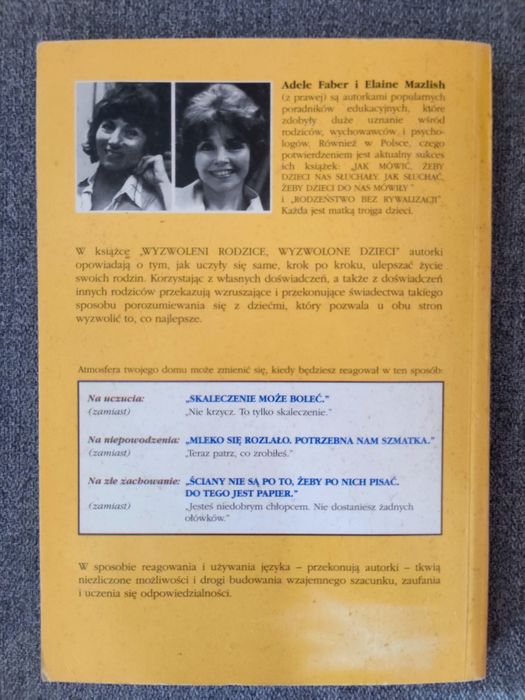 Adele Faber i Elaine Mazlish
(z prawej) są autorkami popularnych
poradników edukacyjnych, które
zdobyły duże uznanie wśród
rodziców, wychowawców i psycho-
logów. Również w Polsce, czego
potwierdzeniem jest aktualny sukces
ich książek: „JAK MÓWIĆ, ŻEBY
DZIECI NAS SŁUCHAŁY. JAK SŁUCHAĆ,
ŻEBY DZIECI DO NAS MÓWIŁY"
i „RODZEŃSTWO BEZ RYWALIZACJI".
Każda jest matką trojga dzieci.
W książce „WYZWOLENI RODZICE, WYZWOLONE DZIECI" autorki
opowiadają o tym, jak uczyły się same, krok po kroku, ulepszać życie
swoich rodzin. Korzystając z własnych doświadczeń, a także z doświadczeń
innych rodziców przekazują wzruszające i przekonujące świadectwa takiego
sposobu porozumiewania się z dziećmi, który pozwala u obu stron
wyzwolić to, co najlepsze.
Atmosfera twojego domu może zmienić się, kiedy będziesz reagował w ten sposób:
Na uczucia: „SKALECZENIE MOŻE BOLEĆ."
(zamiast) „Nie krzycz. To tylko skaleczenie."
Na niepowodzenia: „MLEKO SIĘ ROZLAŁO. POTRZEBNA NAM SZMATKA."
(zamiast) „Teraz patrz, co zrobiłeś."
Na złe zachowanie: „ŚCIANY NIE SĄ PO TO, ŻEBY PO NICH PISAĆ.
DO TEGO JEST PAPIER."
(zamiast) „Jesteś niedobrym chłopcem. Nie dostaniesz żadnych
ołówków."
W sposobie reagowania i używania języka – przekonują autorki – tkwią
niezliczone możliwości i drogi budowania wzajemnego szacunku, zaufania
i uczenia się odpowiedzialności.